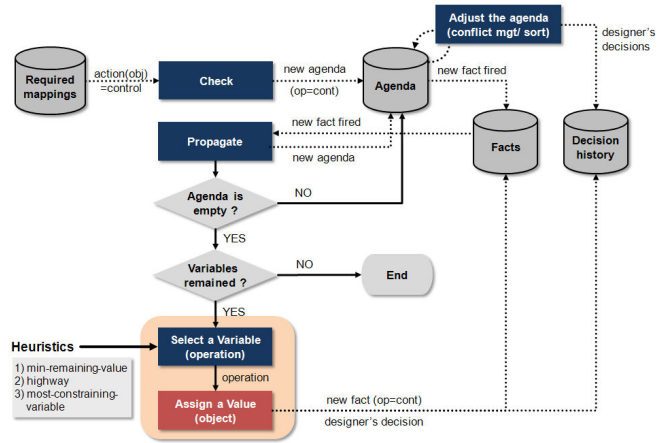 Adjust the agenda
(conflict mgt/ sort)
designer's
decisions
Required
mappings
action(obj)
=control
Check
new agenda
(op=cont)
Agenda
new fact fired
Propagate
new fact fired
new agenda
Facts
Decision
history
Agenda is
empty ?
NO
YES
Variables
remained ?
NO
End
YES
Heuristics
1) min-remaining-value
2) highway
3) most-constraining-
variable
Select a Variable
(operation)
operation
Assign a Value
(object)
new fact (op=cont)
designer's decision